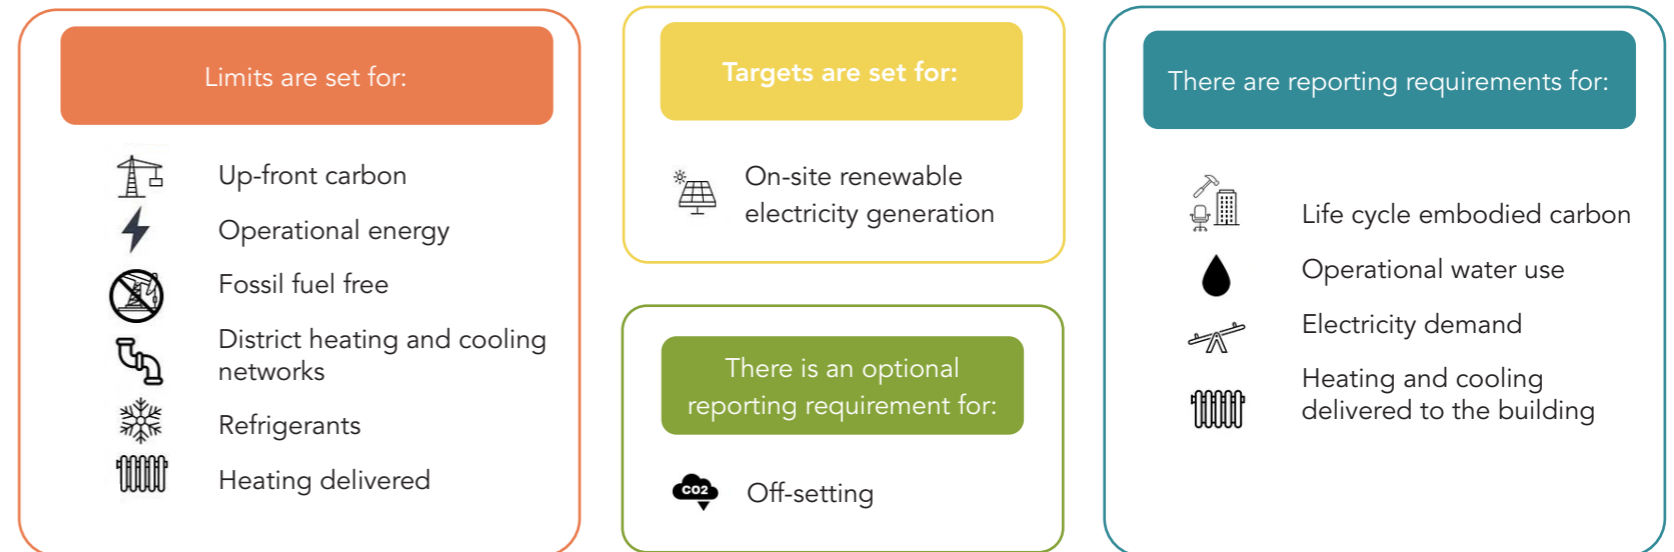 Limits are set for:
Up-front carbon
Operational energy
Fossil fuel free
District heating and cooling
networks
Refrigerants
Heating delivered
Targets are set for:
On-site renewable
electricity generation
There is an optional
reporting requirement for:
CO2
Off-setting
There are reporting requirements for:
Life cycle embodied carbon
Operational water use
Electricity demand
Heating and cooling
delivered to the building